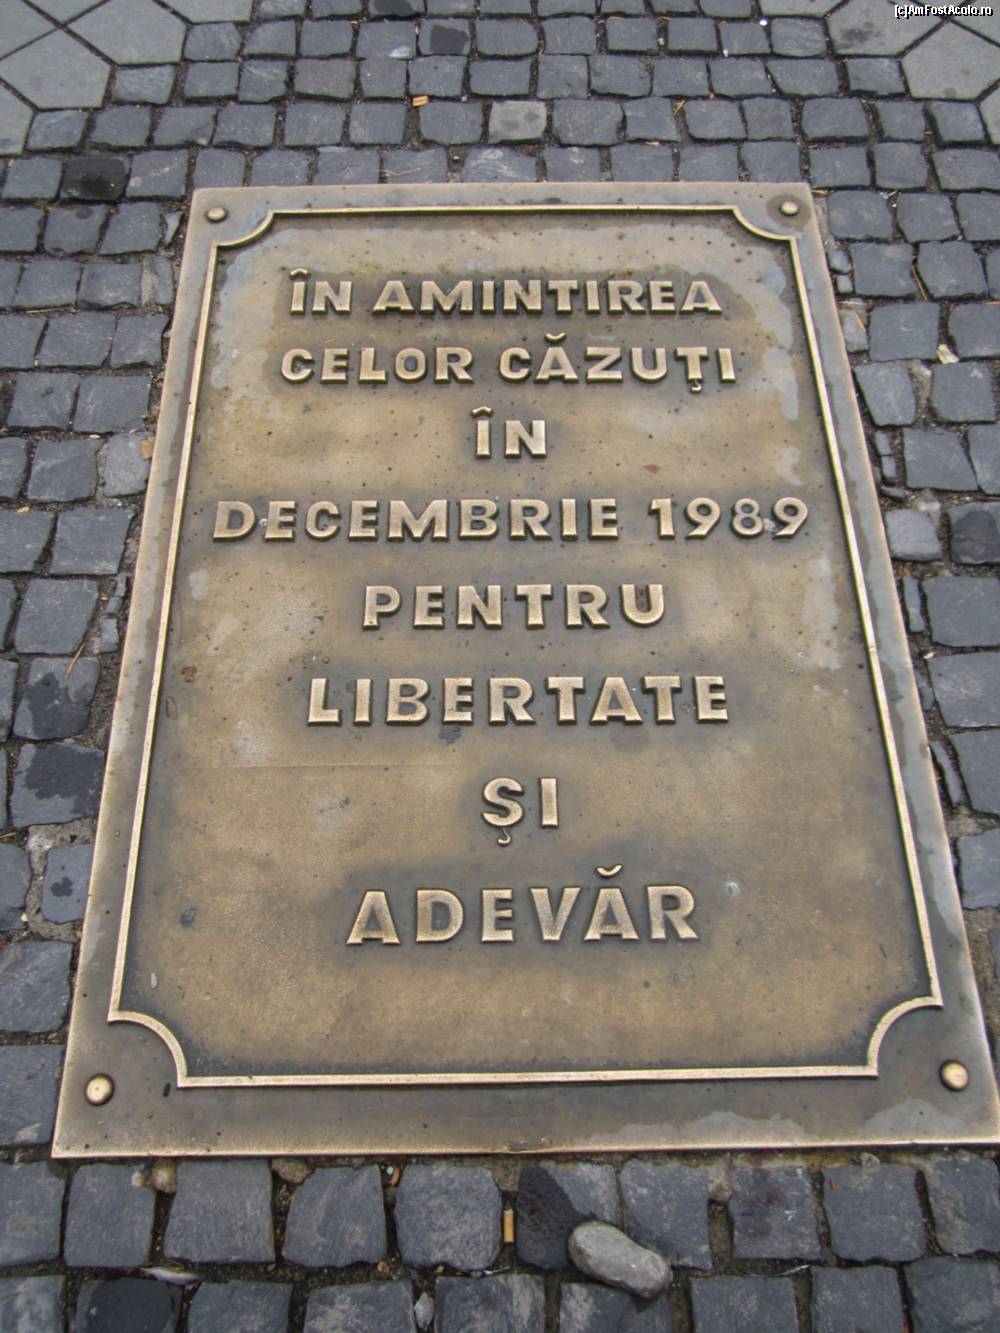 [c]AmFostAcolo.ro
ÎN AMINTIREA
CELOR CĂZUȚI
ÎN
DECEMBRIE 1989
PENTRU
LIBERTATE
ȘI
ADEVĂR